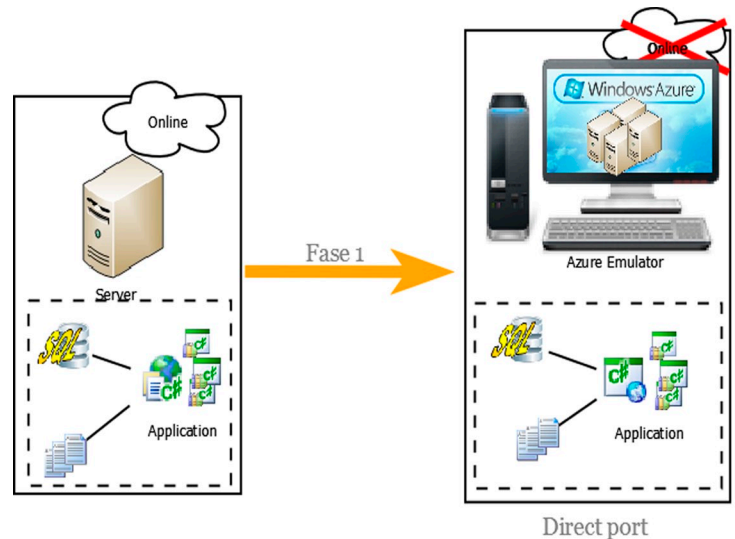 Online
Server
SQL
C#
C#
C#
C#
Application
Fase 1
Online
Windows Azure
Azure Emulator
SQL
C#
C#
C#
C#
Application
Direct port